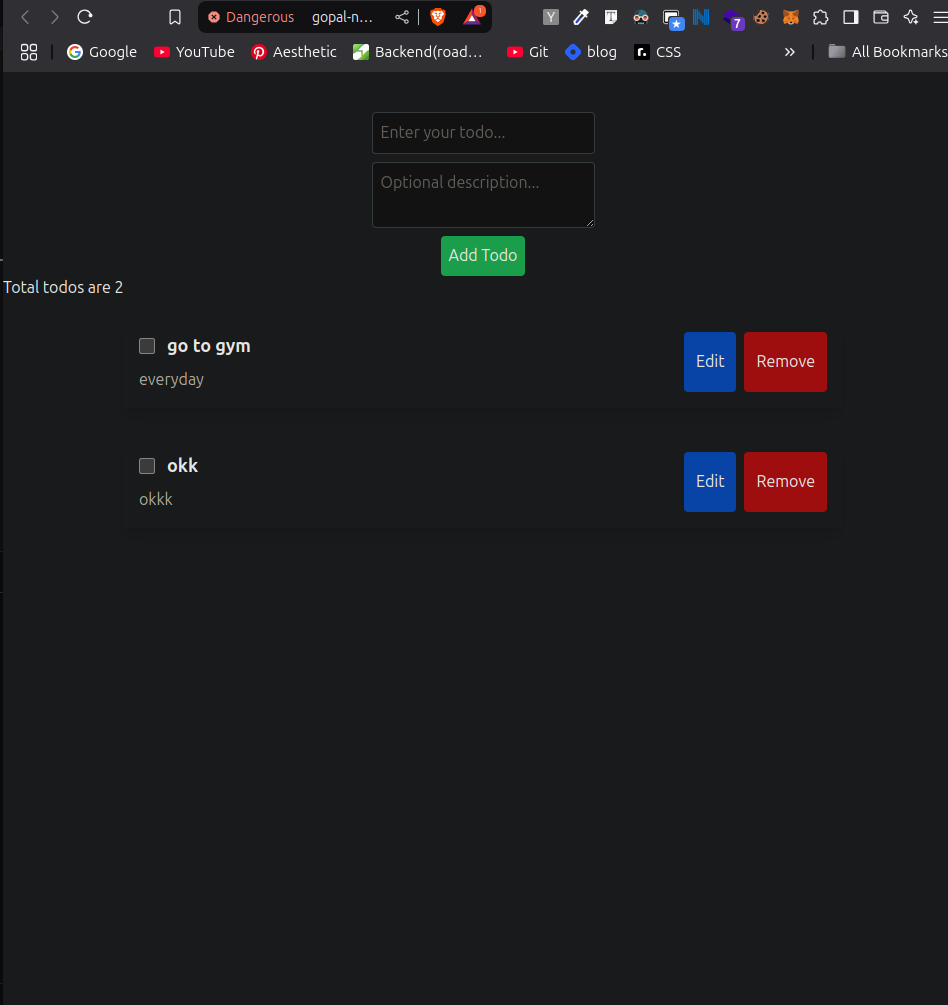 Dangerous gopal-n... 1 Y T N 7
Google YouTube Aesthetic Backend(road... Git blog r. CSS » All Bookmarks
Enter your todo...
Optional description...
Add Todo
Total todos are 2
go to gym
everyday
Edit Remove
okk
okkk
Edit Remove